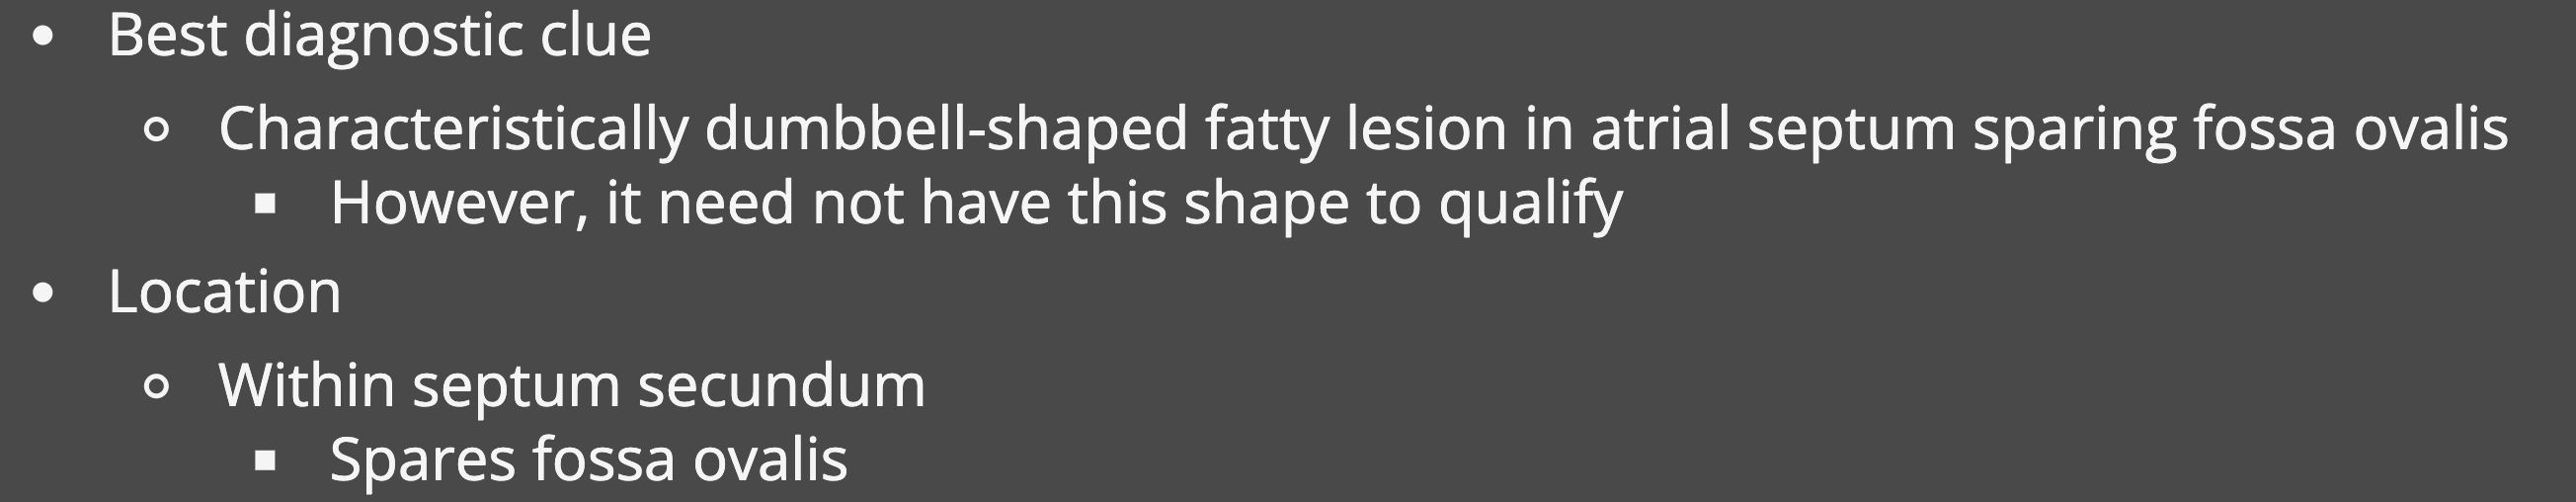 • Best diagnostic clue
○ Characteristically dumbbell-shaped fatty lesion in atrial septum sparing fossa ovalis
■ However, it need not have this shape to qualify
• Location
○ Within septum secundum
■ Spares fossa ovalis